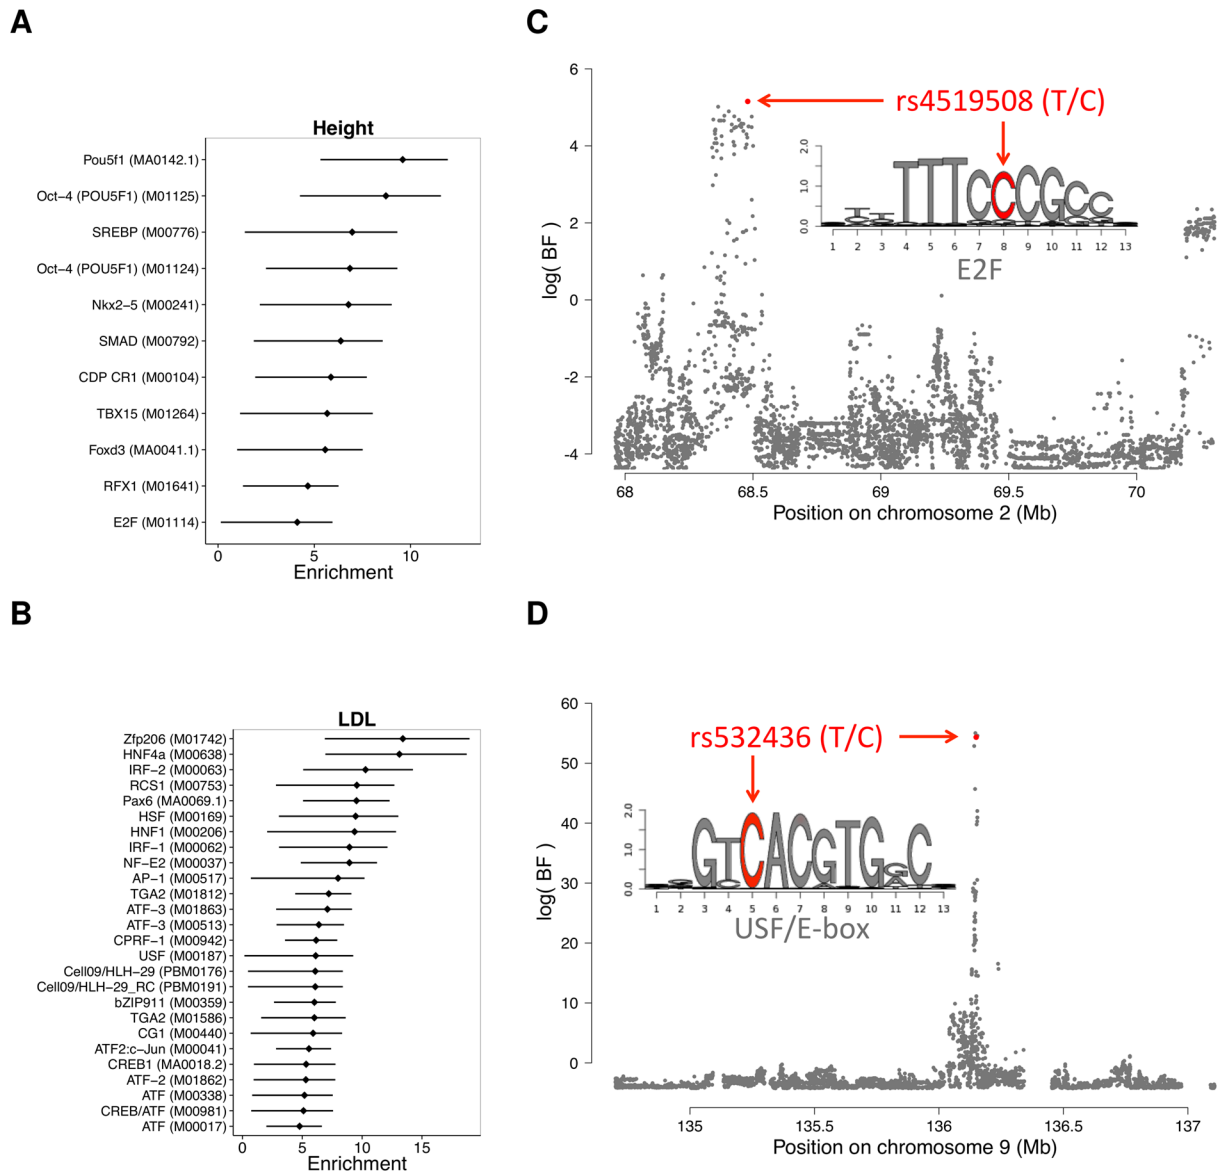 A
Height
Pou5f1 (MA0142.1)
Oct−4 (POU5F1) (M01125)
SREBP (M00776)
Oct−4 (POU5F1) (M01124)
Nkx2−5 (M00241)
SMAD (M00792)
CDP CR1 (M00104)
TBX15 (M01264)
Foxd3 (MA0041.1)
RFX1 (M01641)
E2F (M01114)
0 5 10
Enrichment
B
LDL
Zfp206 (M01742)
HNF4a (M00638)
IRF−2 (M00063)
RCS1 (M00753)
Pax6 (MA0069.1)
HSF (M00169)
HNF1 (M00206)
IRF−1 (M00062)
NF−E2 (M00037)
AP−1 (M00517)
TGA2 (M01812)
ATF−3 (M01863)
ATF−3 (M00513)
CPRF−1 (M00942)
USF (M00187)
Cell09/HLH−29 (PBM0176)
Cell09/HLH−29_RC (PBM0191)
bZIP911 (M00359)
TGA2 (M01586)
CG1 (M00440)
ATF2:c−Jun (M00041)
CREB1 (MA0018.2)
ATF−2 (M01862)
ATF (M00338)
CREB/ATF (M00981)
ATF (M00017)
0 5 10 15
Enrichment
C
log( BF )
6
4
2
0
-2
-4
rs4519508 (T/C)
2.0
1.0
0.0
TTTCCCGCC
1 2 3 4 5 6 7 8 9 10 11 12 13
E2F
68 68.5 69 69.5 70
Position on chromosome 2 (Mb)
D
log( BF )
60
50
40
30
20
10
0
rs532436 (T/C)
2.0
1.0
0.0
GTCACGTGGC
1 2 3 4 5 6 7 8 9 10 11 12 13
USF/E-box
135 135.5 136 136.5 137
Position on chromosome 9 (Mb)